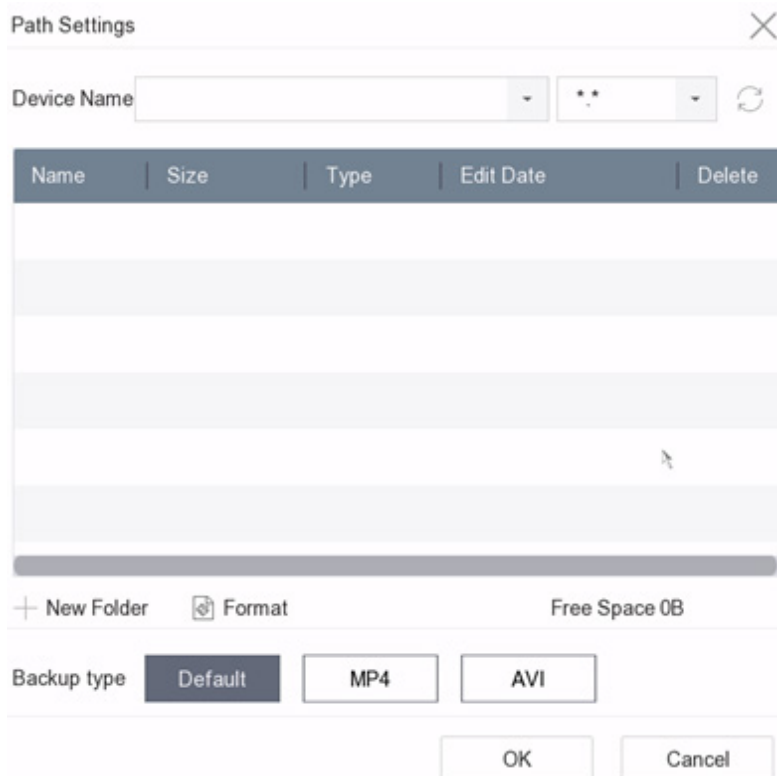 Path Settings
Device Name *.*
Name Size Type Edit Date Delete
New Folder Format Free Space 0B
Backup type Default MP4 AVI
OK Cancel